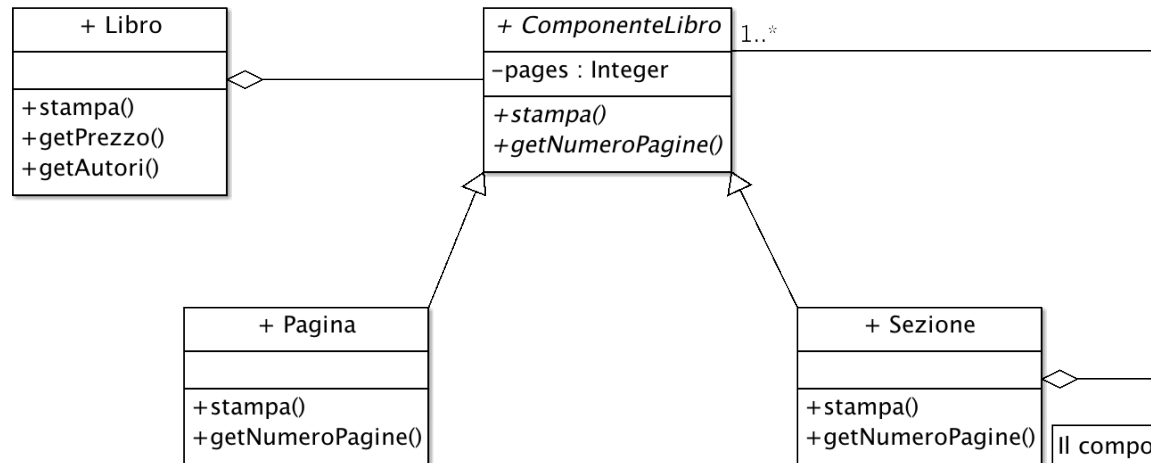 + Libro
+stampa()
+getPrezzo()
+getAutori()
+ ComponenteLibro
1..*
-pages : Integer
+stampa()
+getNumeroPagine()
+ Pagina
+stampa()
+getNumeroPagine()
+ Sezione
+stampa()
+getNumeroPagine()
Il compo